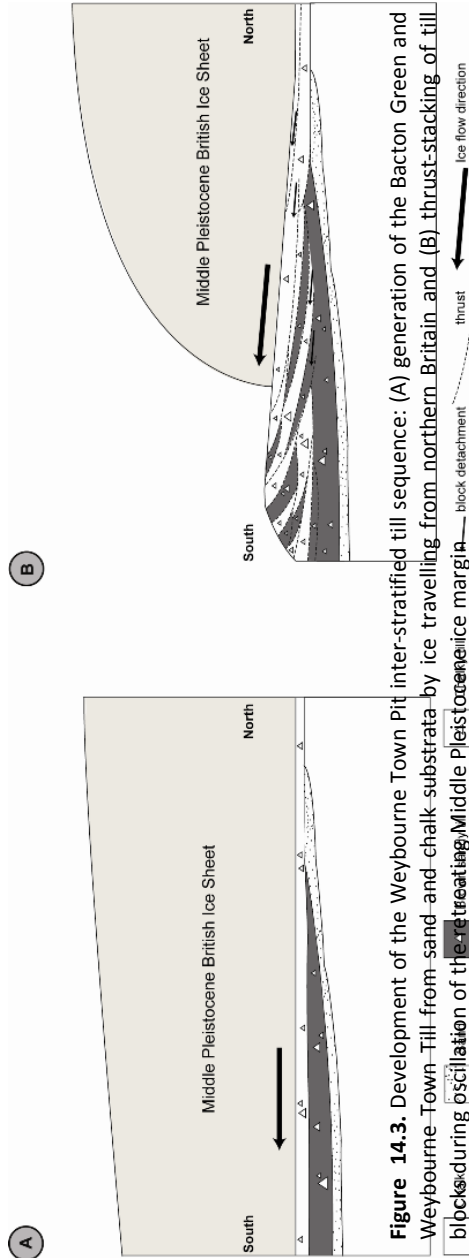 A
South
North
Middle Pleistocene British Ice Sheet
B
South
North
Middle Pleistocene British Ice Sheet
block detachment
thrust
Ice flow direction
Figure 14.3. Development of the Weybourne Town Pit inter-stratified till sequence: (A) generation of the Bacton Green and
Weybourne Town Till from sand and chalk substrata by ice travelling from northern Britain and (B) thrust-stacking of till
blocks during oscillation of the retreating Middle Pleistocene ice margin